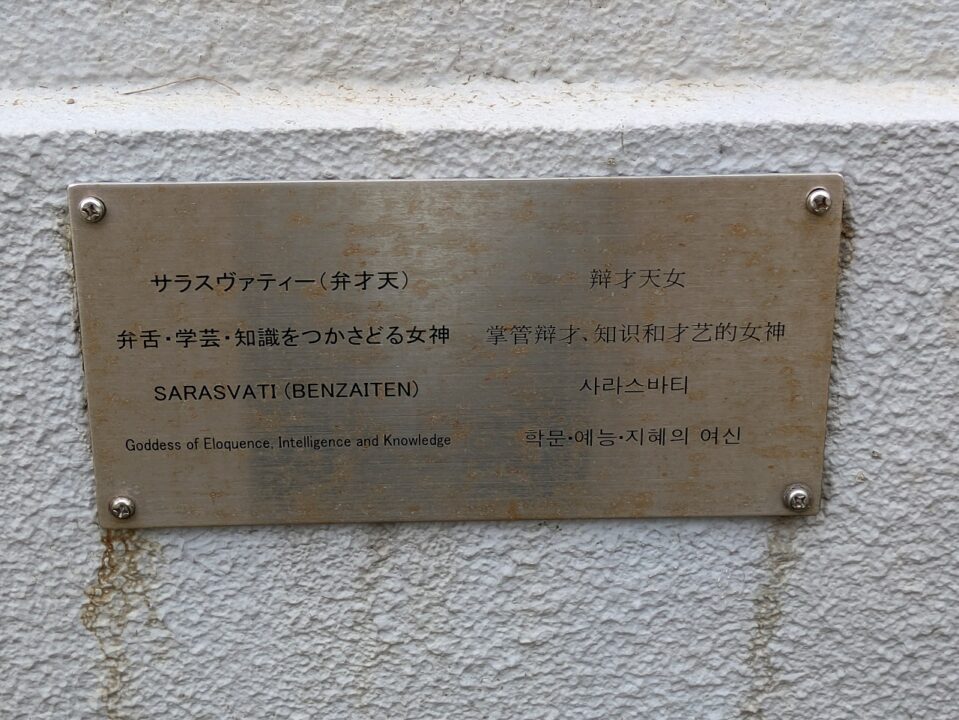 サラスヴァティー(弁才天)
弁舌・学芸・知識をつかさどる女神
SARASVATI (BENZAITEN)
Goddess of Eloquence, Intelligence and Knowledge
辩才天女
掌管辩才、知识和才艺的女神
사라스바티
학문·예능·지혜의 여신